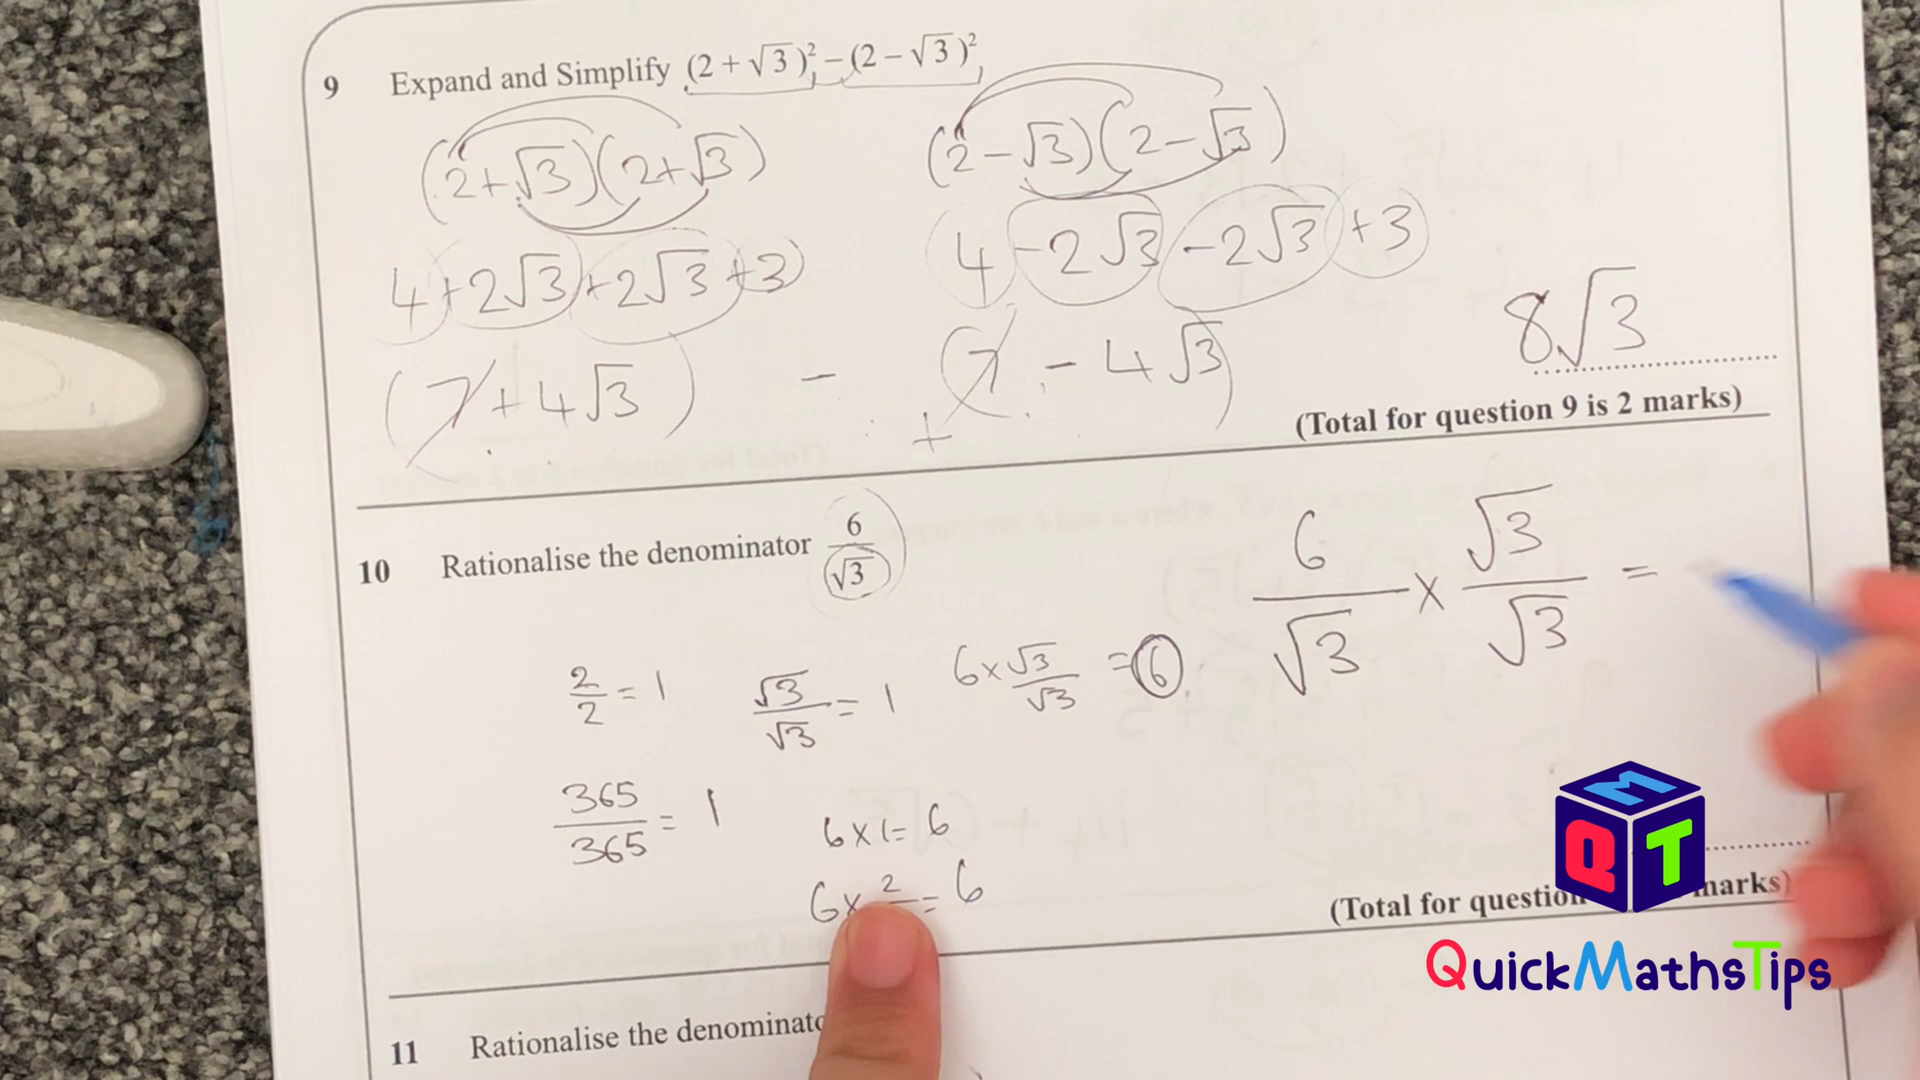 9 Expand and Simplify (2 + √3)² – (2 – √3)²
(2+√3)(2+√3) (2-√3)(2-√3)
4+2√3+2√3+3 4-2√3-2√3+3
8√3
(7+4√3) - (7 - 4√3)
+
(Total for question 9 is 2 marks)
10 Rationalise the denominator 6/√3
6/√3 × √3/√3 =
2/2 = 1 √3/√3 = 1 6×√3/√3 = 6
365/365 = 1 6×1=6
6× 2 = 6
(Total for question marks)
QMT
QuickMathsTips
11 Rationalise the